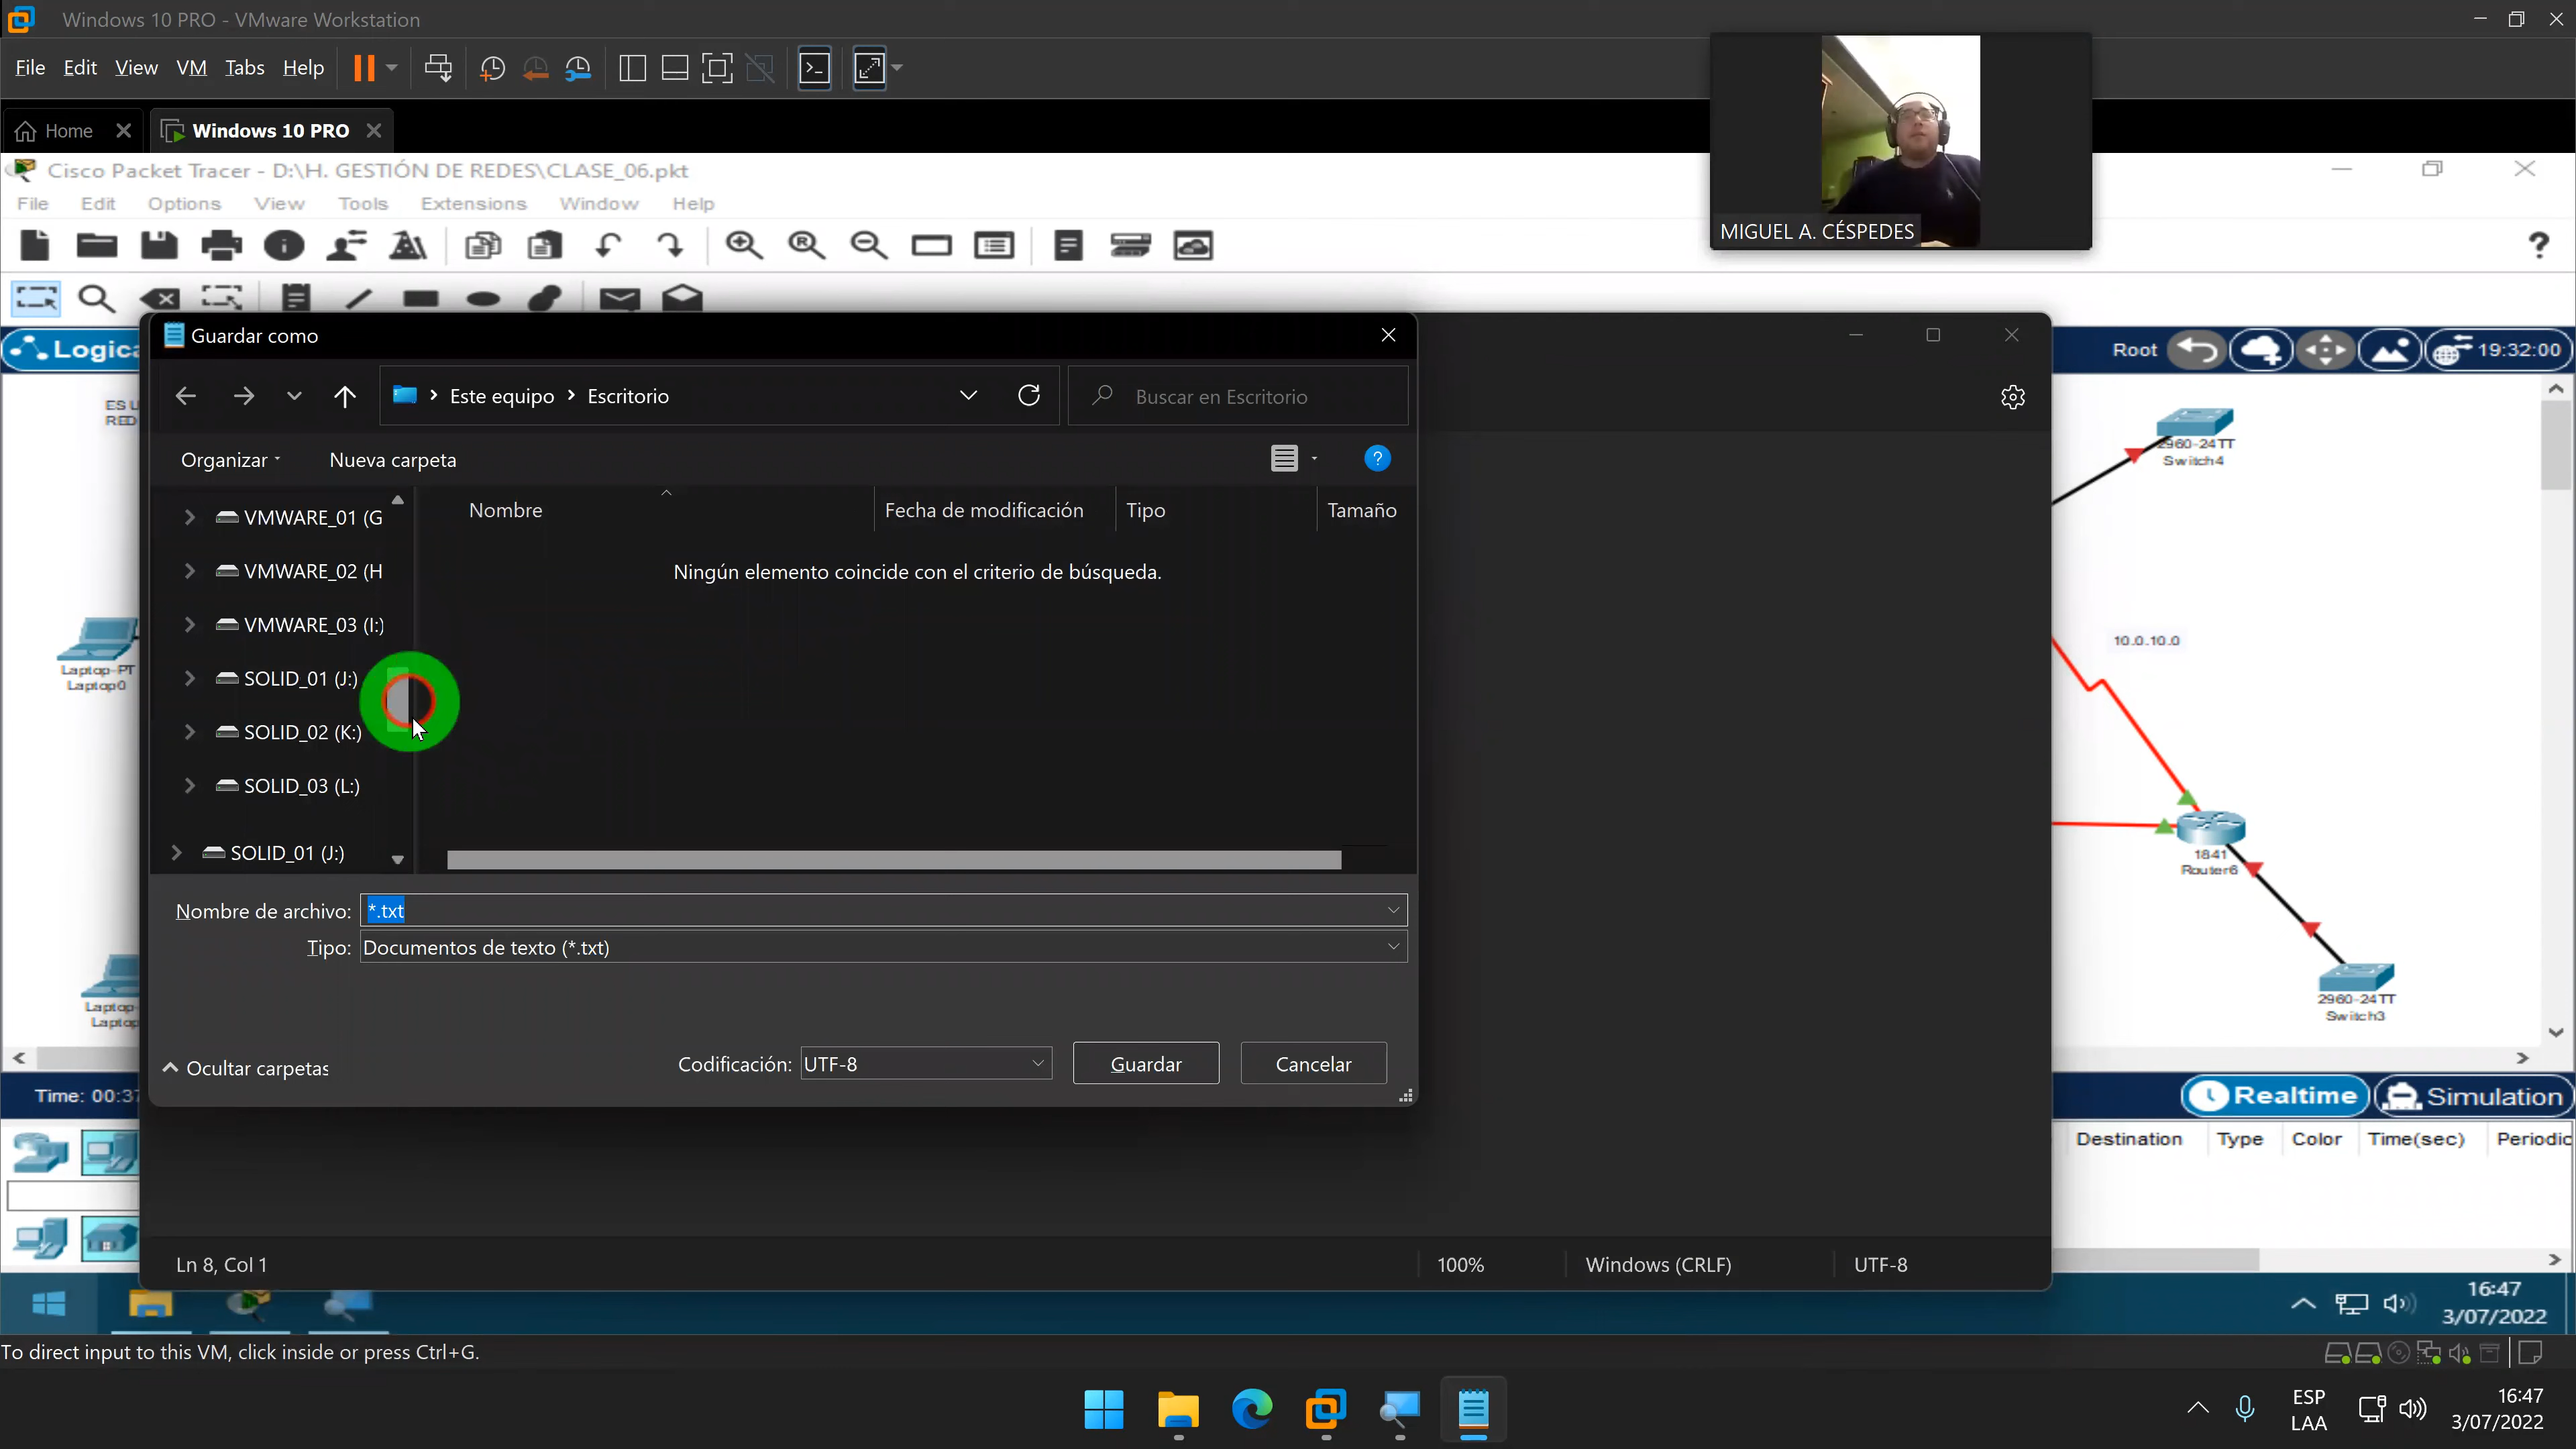 Windows 10 PRO - VMware Workstation
File Edit View VM Tabs Help
Home
Windows 10 PRO
Cisco Packet Tracer - D:\H. GESTIÓN DE REDES\CLASE_06.pkt
File Edit Options View Tools Extensions Window Help
MIGUEL A. CÉSPEDES
Guardar como
Root
19:32:00
Este equipo > Escritorio
Buscar en Escritorio
ES U
RED
Organizar
Nueva carpeta
2960-24TT
Switch4
Nombre
Fecha de modificación
Tipo
Tamaño
VMWARE_01 (G
VMWARE_02 (H
VMWARE_03 (I:)
SOLID_01 (J:)
SOLID_02 (K:)
SOLID_03 (L:)
SOLID_01 (J:)
Ningún elemento coincide con el criterio de búsqueda.
Laptop-PT
Laptop0
10.0.10.0
1841
Router6
Nombre de archivo: *.txt
Tipo: Documentos de texto (*.txt)
2960-24TT
Switch3
Laptop-
Laptop
Ocultar carpetas
Codificación: UTF-8
Guardar
Cancelar
Time: 00:37
Realtime
Simulation
Destination Type Color Time(sec) Periodic
Ln 8, Col 1
100%
Windows (CRLF)
UTF-8
16:47
3/07/2022
To direct input to this VM, click inside or press Ctrl+G.
ESP
LAA
16:47
3/07/2022